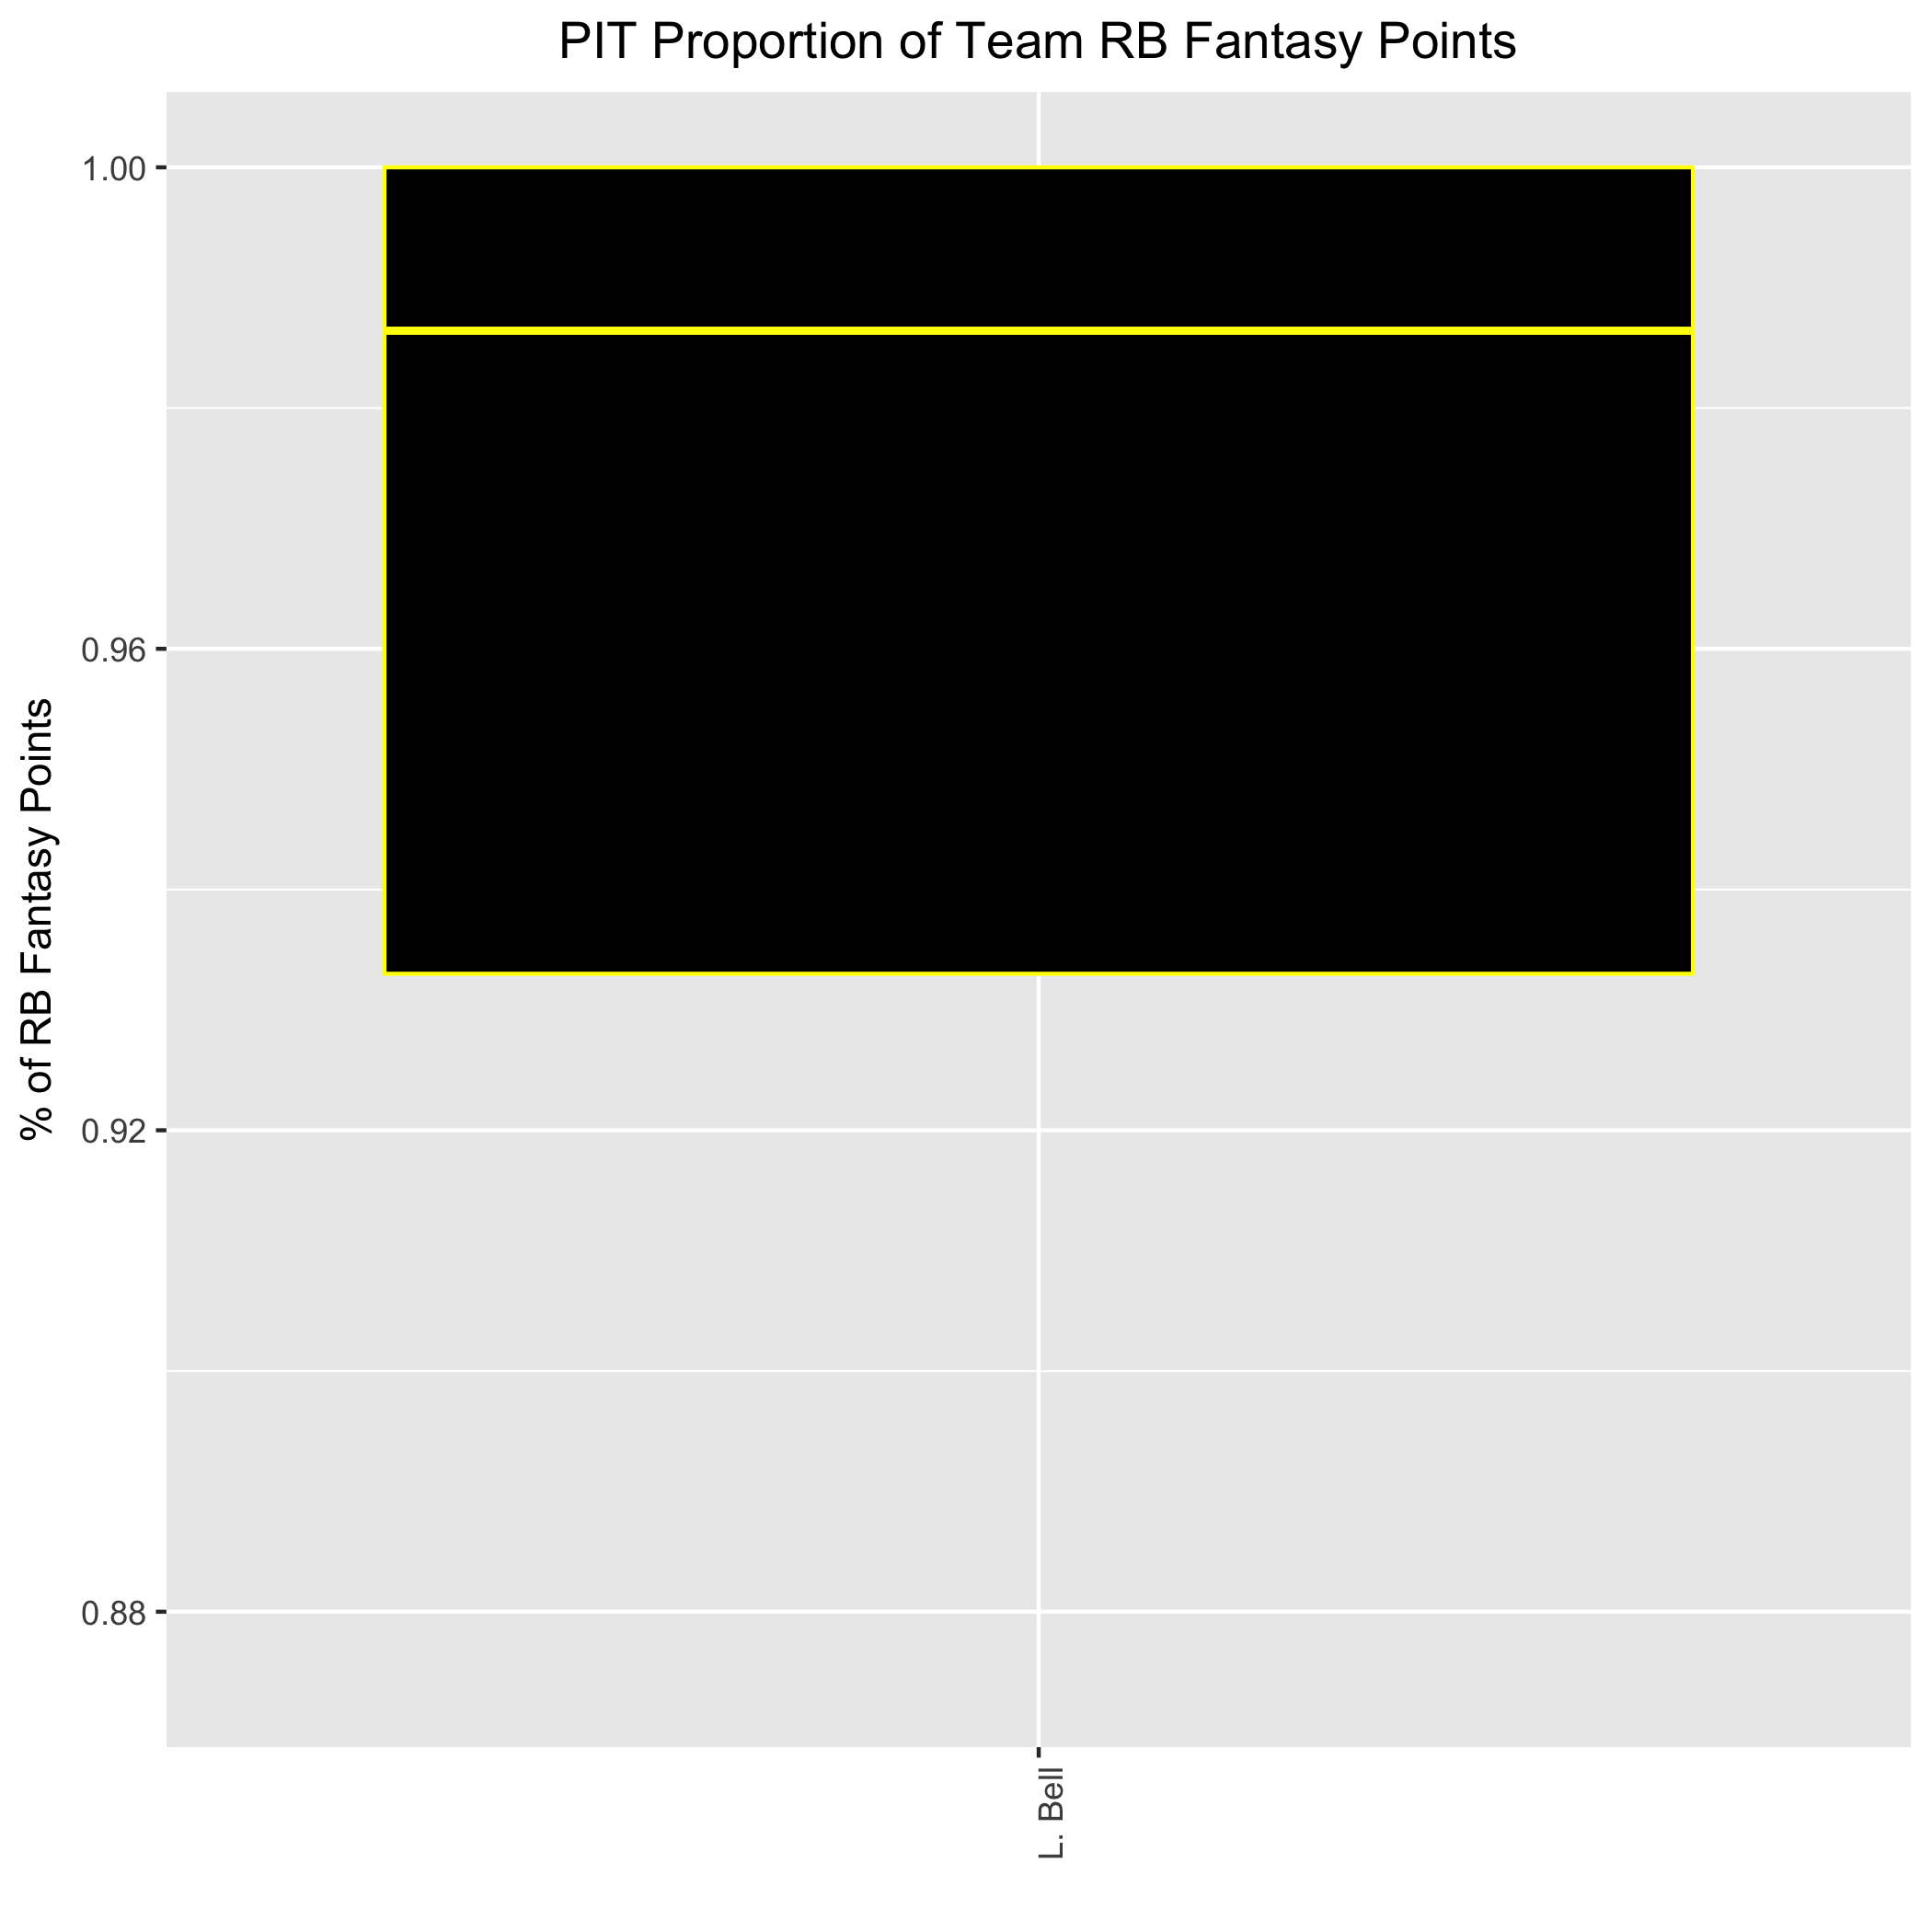 PIT Proportion of Team RB Fantasy Points
% of RB Fantasy Points
1.00
0.96
0.92
0.88
L. Bell